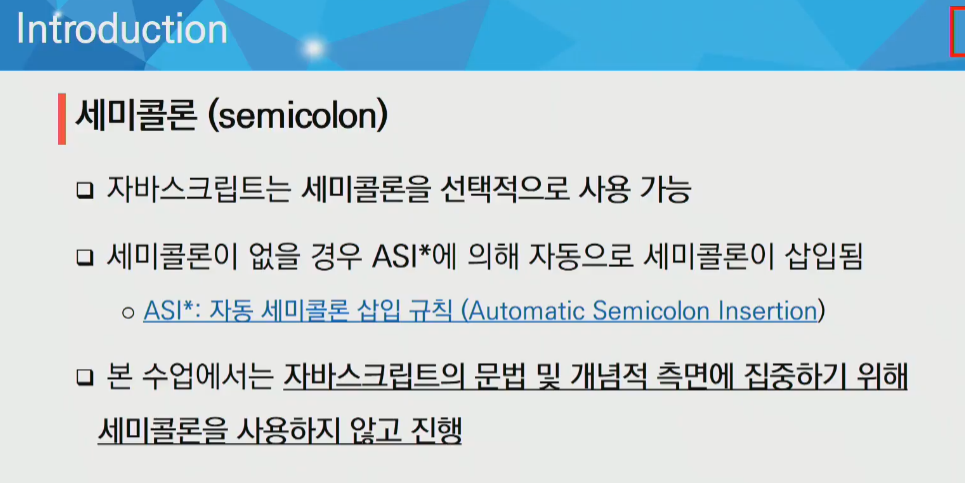 Introduction
세미콜론 (semicolon)
❑ 자바스크립트는 세미콜론을 선택적으로 사용 가능
❑ 세미콜론이 없을 경우 ASI*에 의해 자동으로 세미콜론이 삽입됨
○ ASI*: 자동 세미콜론 삽입 규칙 (Automatic Semicolon Insertion)
❑ 본 수업에서는 자바스크립트의 문법 및 개념적 측면에 집중하기 위해
세미콜론을 사용하지 않고 진행